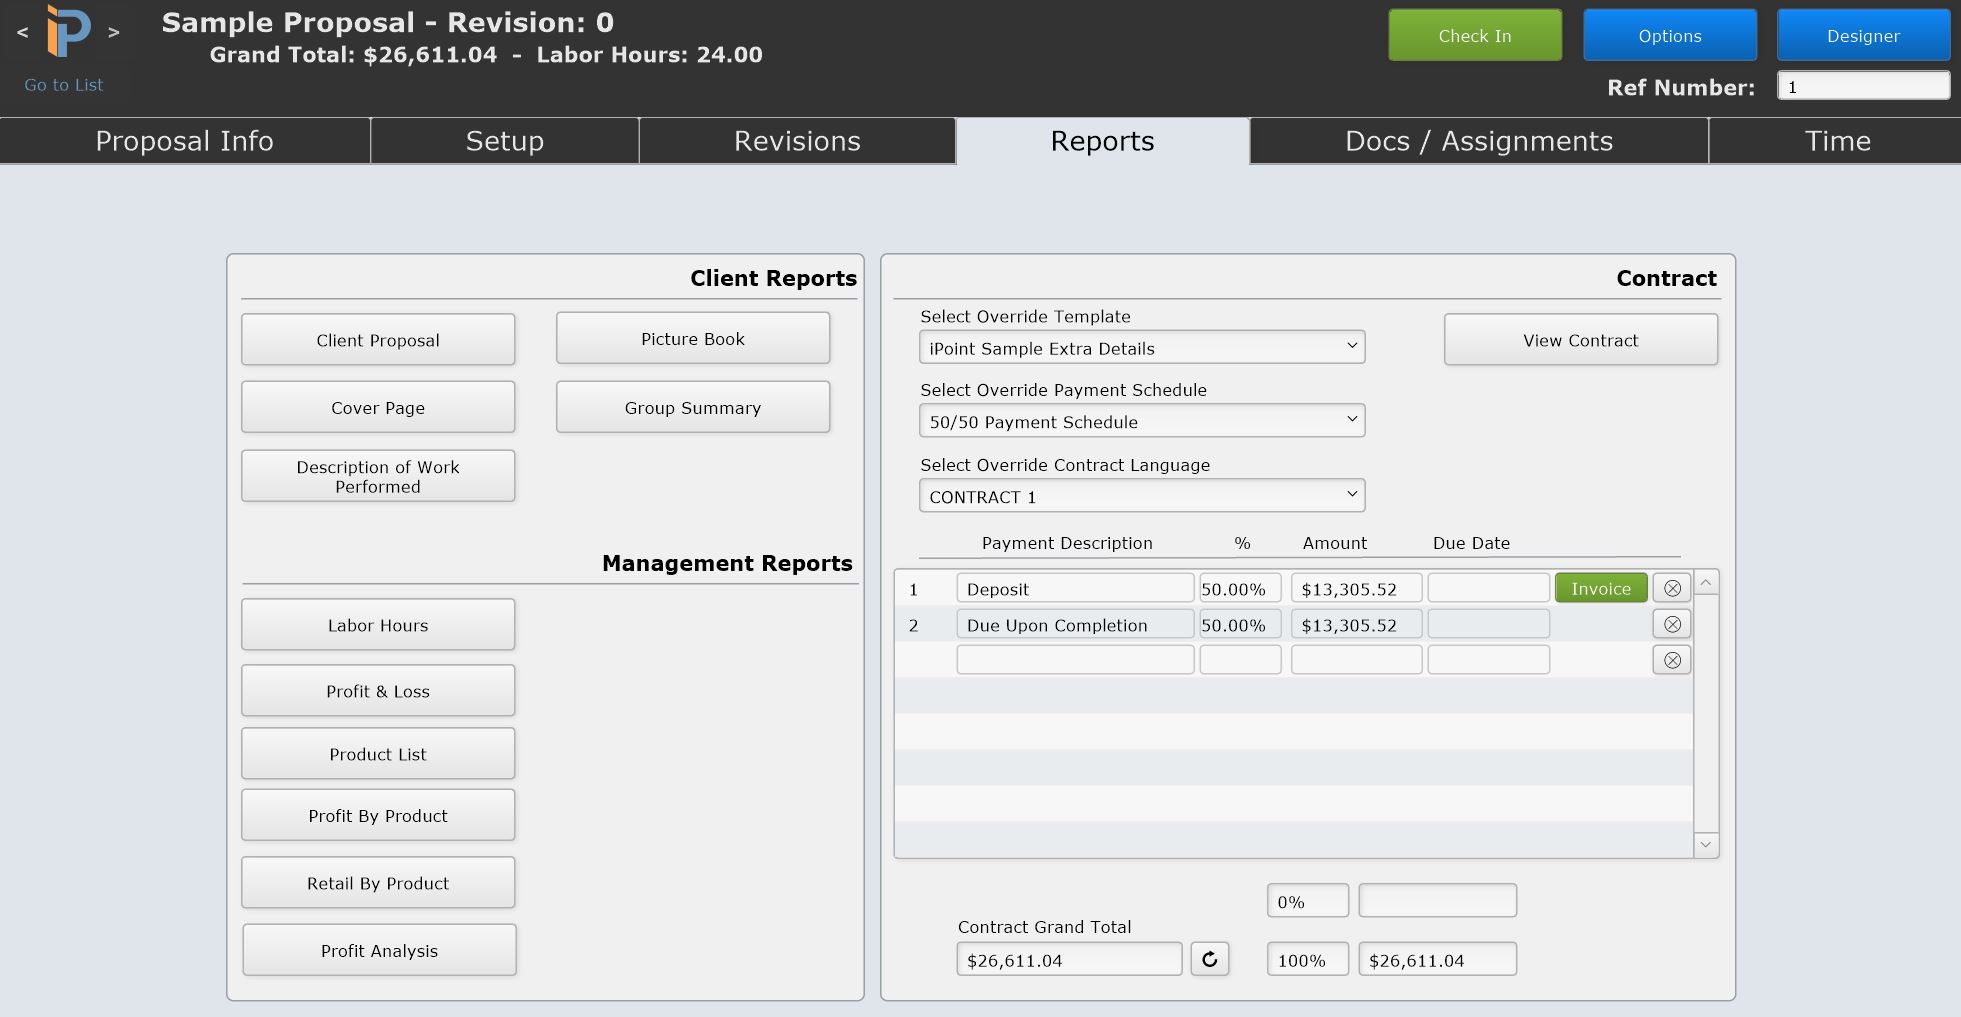 < iP >
Go to List
Sample Proposal - Revision: 0
Grand Total: $26,611.04 - Labor Hours: 24.00
Check In
Options
Designer
Ref Number: 1
Proposal Info
Setup
Revisions
Reports
Docs / Assignments
Time
Client Reports
Client Proposal
Picture Book
Cover Page
Group Summary
Description of Work
Performed
Management Reports
Labor Hours
Profit & Loss
Product List
Profit By Product
Retail By Product
Profit Analysis
Contract
Select Override Template
iPoint Sample Extra Details
View Contract
Select Override Payment Schedule
50/50 Payment Schedule
Select Override Contract Language
CONTRACT 1
Payment Description % Amount Due Date
1 Deposit 50.00% $13,305.52 Invoice
2 Due Upon Completion 50.00% $13,305.52
0%
Contract Grand Total
$26,611.04 100% $26,611.04